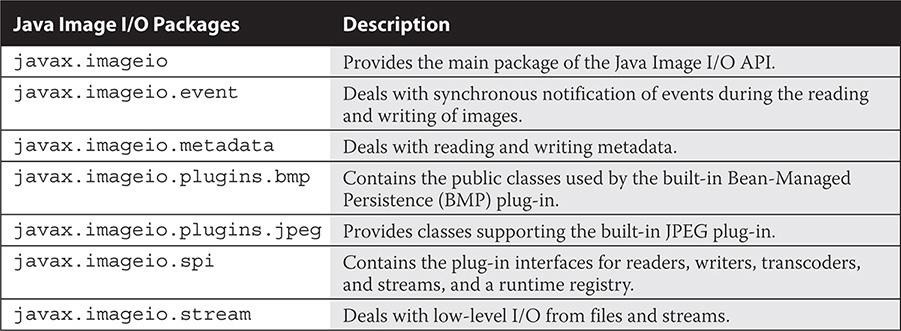 Java Image I/O Packages Description
javax.imageio Provides the main package of the Java Image I/O API.
javax.imageio.event Deals with synchronous notification of events during the reading
and writing of images.
javax.imageio.metadata Deals with reading and writing metadata.
javax.imageio.plugins.bmp Contains the public classes used by the built-in Bean-Managed
Persistence (BMP) plug-in.
javax.imageio.plugins.jpeg Provides classes supporting the built-in JPEG plug-in.
javax.imageio.spi Contains the plug-in interfaces for readers, writers, transcoders,
and streams, and a runtime registry.
javax.imageio.stream Deals with low-level I/O from files and streams.